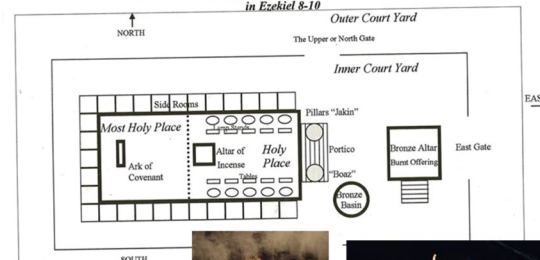 in Ezekiel 8-10
Outer Court Yard
NORTH
The Upper or North Gate
Inner Court Yard
EAS
Side Rooms
Pillars "Jakin"
Most Holy Place
Lamp Stands
Altar of
Incense
Holy
Place
Portico
Bronze Altar
Burnt Offering
East Gate
Ark of
Covenant
Tables
"Boaz"
Bronze
Basin
SOUTH